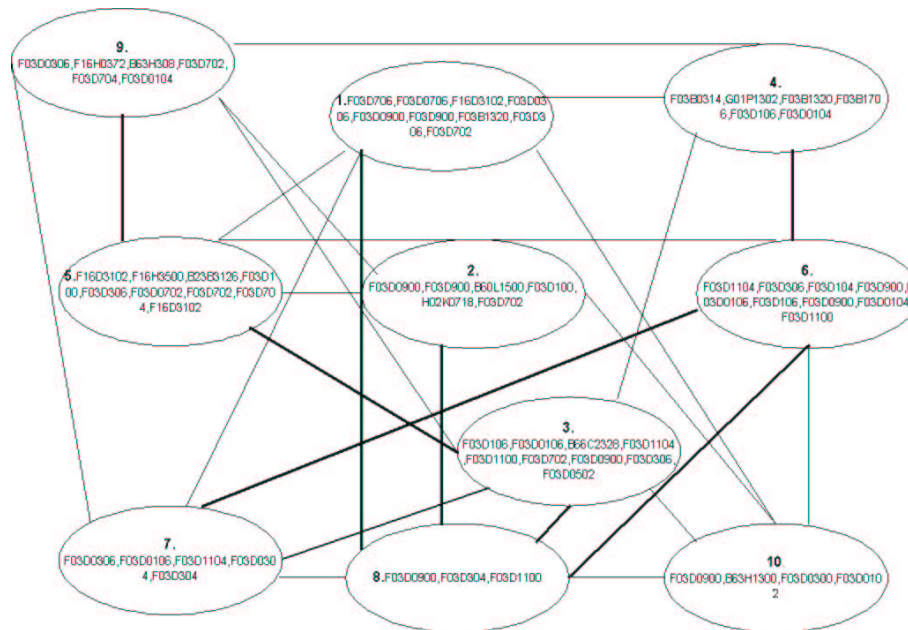 9.
F03D0306,F16H0372,B63H308,F03D702,
F03D704,F03D0104
1.F03D706,F03D0706,F16D3102,F03D03
06,F03D0900,F03D900,F03B1320,F03D3
06,F03D702
4.
F03B0314,G01P1302,F03B1320,F03B170
6,F03D106,F03D0104
5.F16D3102,F16H3500,B23B3126,F03D1
00,F03D306,F03D0702,F03D702,F03D70
4,F16D3102
2.
F03D0900,F03D900,B60L1500,F03D100,
H02K0718,F03D702
6.
F03D1104,F03D306,F03D104,F03D900,
03D0106,F03D106,F03D0900,F03D0104
F03D1100
3.
F03D106,F03D0106,B66C2328,F03D1104
,F03D1100,F03D702,F03D0900,F03D306,
F03D0502
7.
F03D0306,F03D0106,F03D1104,F03D030
4,F03D304
8.F03D0900,F03D304,F03D1100
10.
F03D0900,B63H1300,F03D0300,F03D010
2